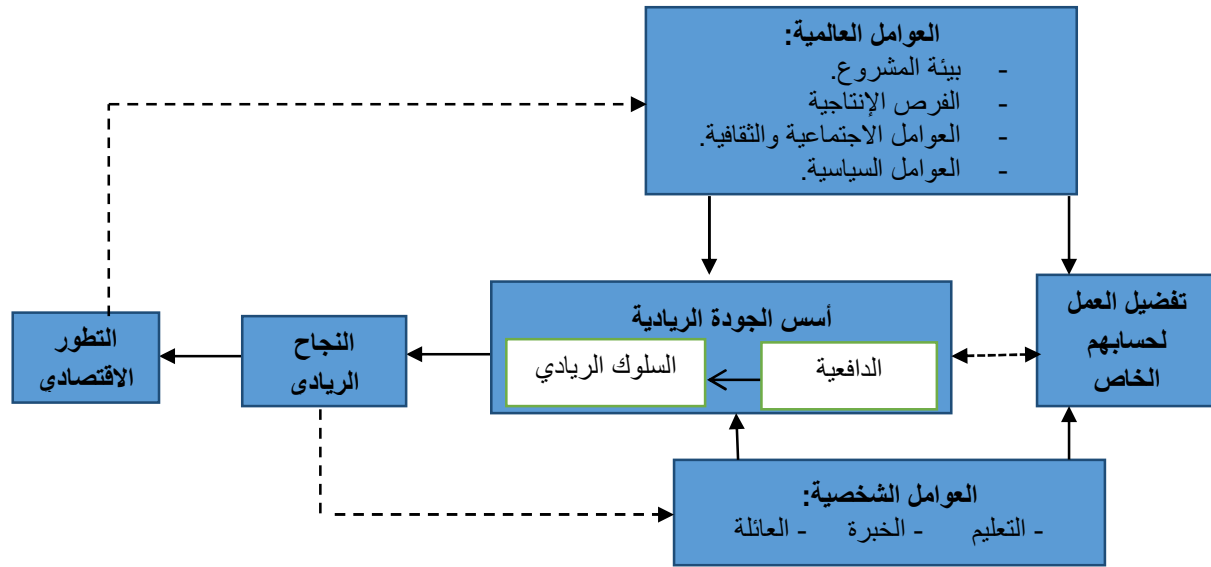 العوامل العالمية:
- بيئة المشروع.
- الفرص الإنتاجية
- العوامل الاجتماعية والثقافية.
- العوامل السياسية.
تفضيل العمل
لحسابهم
الخاص
أسس الجودة الريادية
الدافعية
السلوك الريادي
النجاح
الريادى
التطور
الاقتصادي
العوامل الشخصية:
- التعليم - الخبرة - العائلة